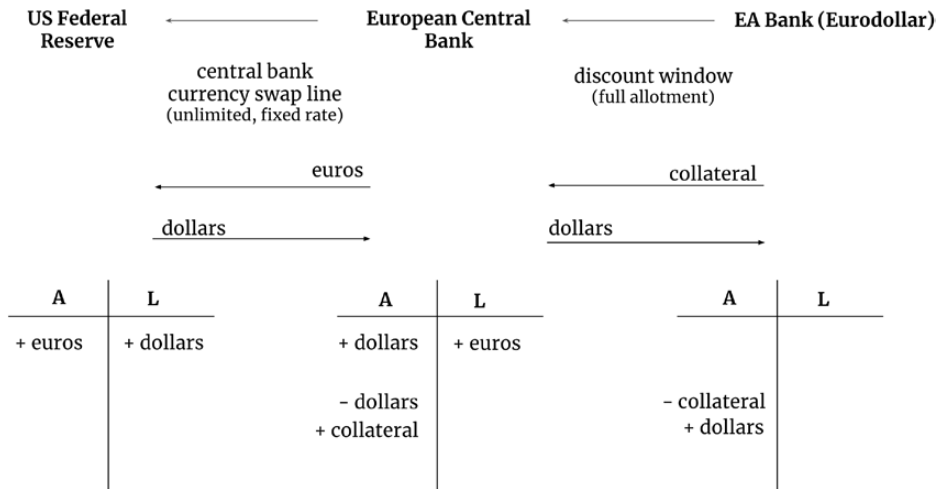 US Federal
Reserve
European Central
Bank
EA Bank (Eurodollar)
central bank
currency swap line
(unlimited, fixed rate)
discount window
(full allotment)
euros
collateral
dollars
dollars
A L
A L
A L
+ euros + dollars
+ dollars + euros
- dollars
+ collateral
- collateral
+ dollars